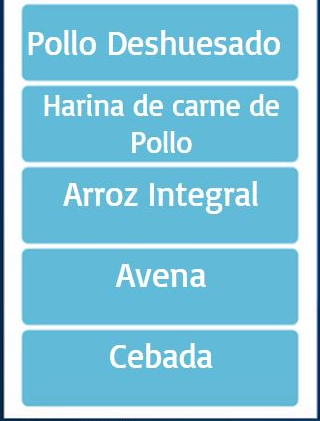 Pollo Deshuesado
Harina de carne de
Pollo
Arroz Integral
Avena
Cebada